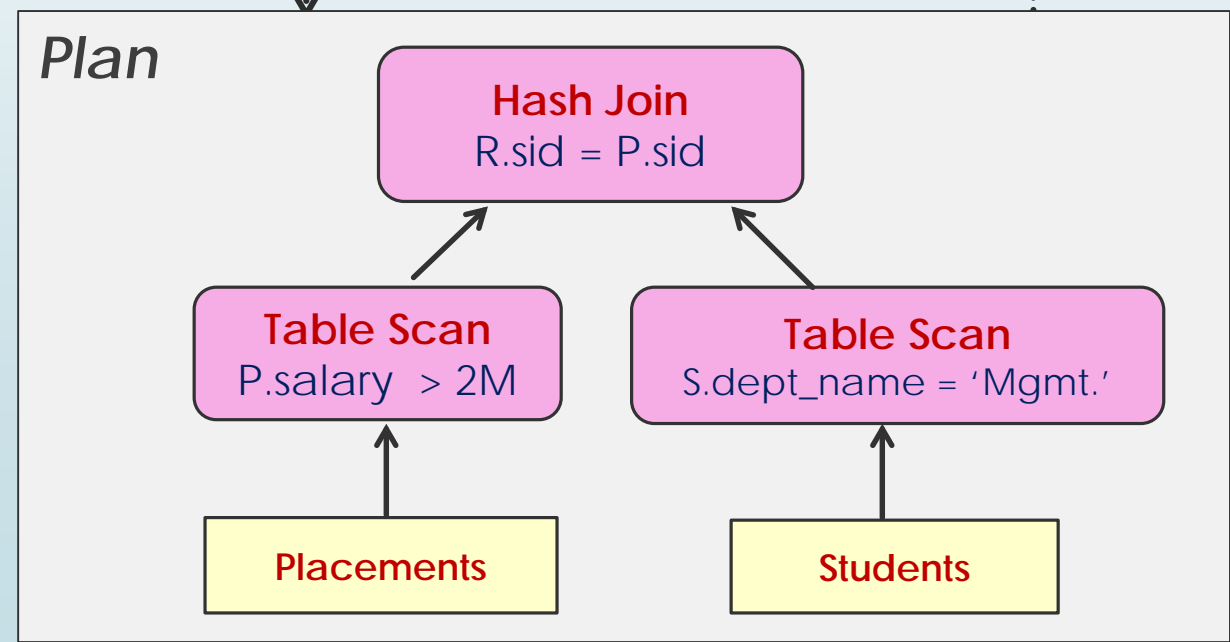 Plan
Hash Join
R.sid = P.sid
Table Scan
P.salary > 2M
Table Scan
S.dept_name = ‘Mgmt.’
Placements
Students